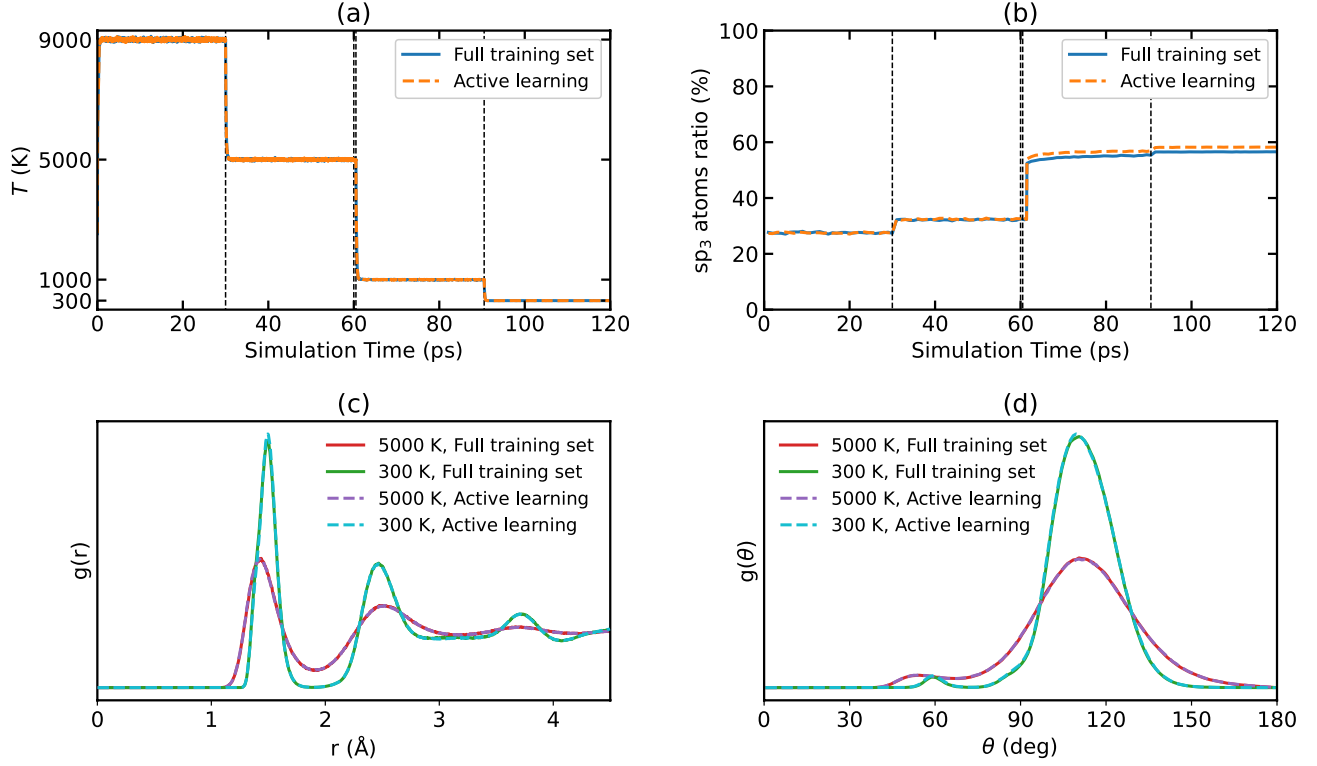 (a)
T (K)
9000
5000
1000
300
0
20
40
60
80
100
120
Simulation Time (ps)
Full training set
Active learning
(b)
sp₃ atoms ratio (%)
100
80
60
40
20
0
0
20
40
60
80
100
120
Simulation Time (ps)
Full training set
Active learning
(c)
g(r)
5000 K, Full training set
300 K, Full training set
5000 K, Active learning
300 K, Active learning
0
1
2
3
4
r (Å)
(d)
g(θ)
5000 K, Full training set
300 K, Full training set
5000 K, Active learning
300 K, Active learning
0
30
60
90
120
150
180
θ (deg)